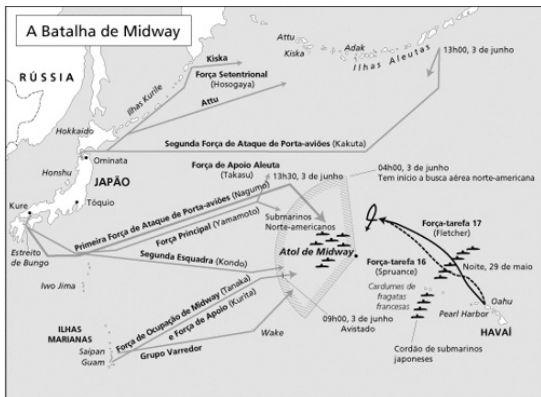 A Batalha de Midway
RÚSSIA
Attu
Kiska
Adak
Ilhas Aleutas
13h00, 3 de junho
Kiska
Força Setentrional
(Hosogaya)
Ilhas Kurile
Attu
Hokkaido
Segunda Força de Ataque de Porta-aviões (Kakuta)
Ominata
Honshu
JAPÃO
Força de Apoio Aleuta
(Takasu)
13h30, 3 de junho
04h00, 3 de junho
Tem início a busca aérea norte-americana
Kure
Tóquio
Primeira Força de Ataque de Porta-aviões (Nagumo)
Força Principal (Yamamoto)
Submarinos
Norte-americanos
Força-tarefa 17
(Fletcher)
Estreito
de Bungo
Segunda Esquadra (Kondo)
Atol de Midway
Força-tarefa 16
(Spruance)
Noite, 29 de maio
Iwo Jima
Cardumes de
fragatas
francesas
Oahu
Pearl Harbor
HAVAÍ
Força de Ocupação de Midway (Tanaka)
e Força de Apoio (Kurita)
ILHAS
MARIANAS
Wake
09h00, 3 de junho
Avistado
Saipan
Guam
Grupo Varredor
Cordão de submarinos
japoneses